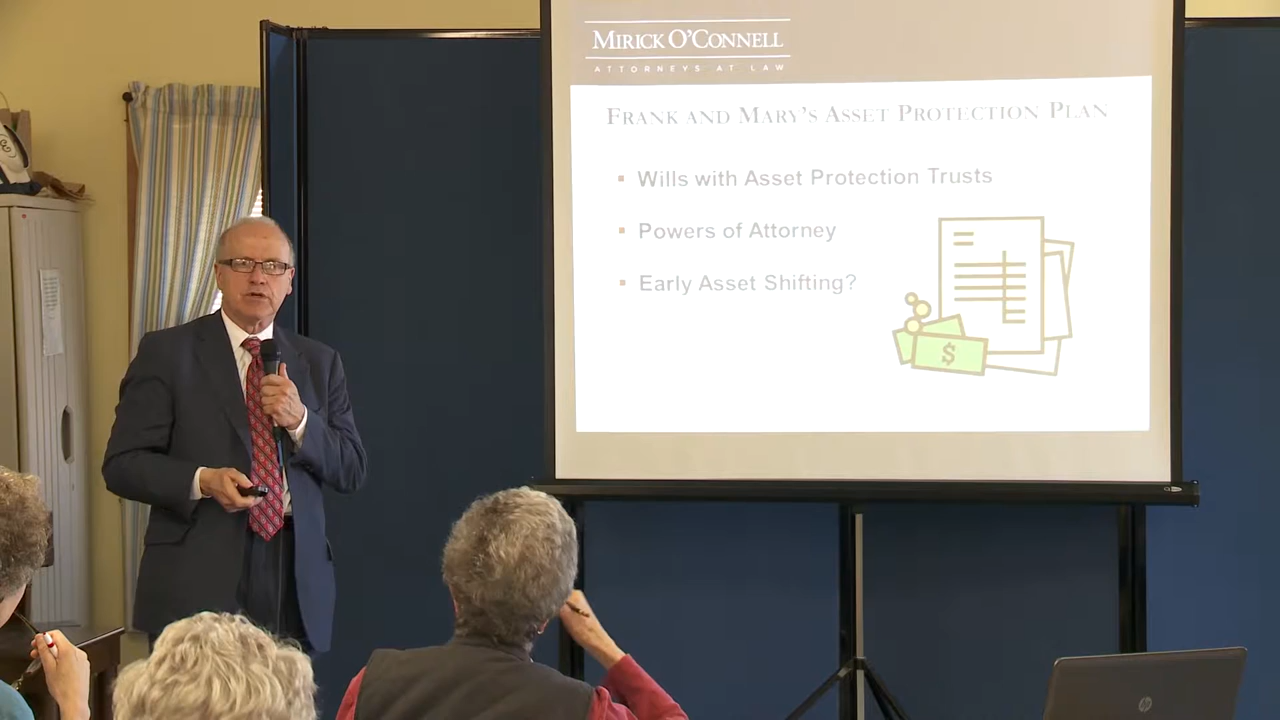 MIRICK O'CONNELL
ATTORNEYS AT LAW
FRANK AND MARY'S ASSET PROTECTION PLAN
▪ Wills with Asset Protection Trusts
▪ Powers of Attorney
▪ Early Asset Shifting?
$
hp